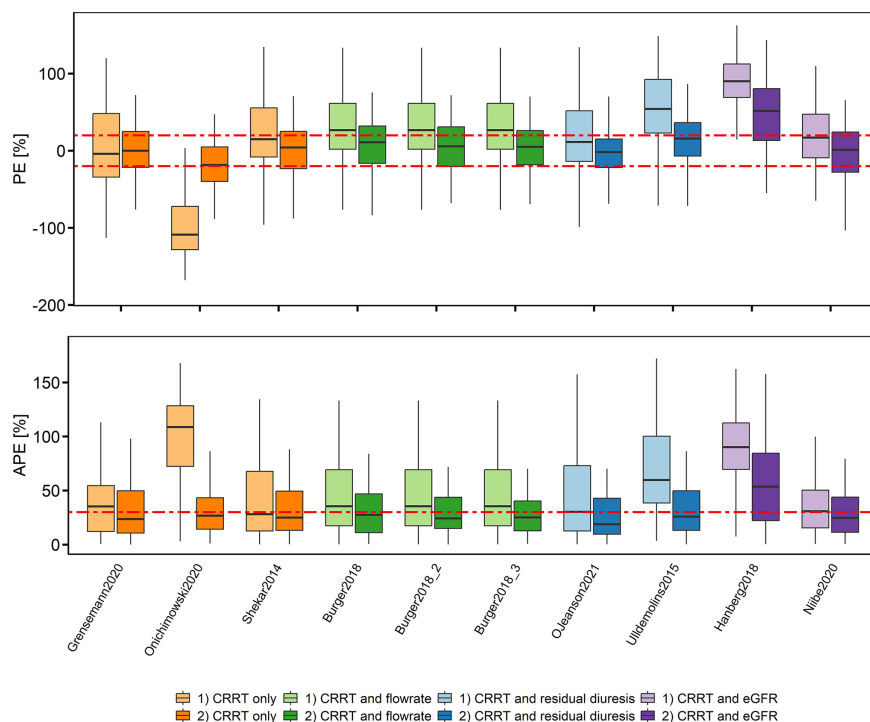 PE [%]
100
0
-100
-200
APE [%]
150
100
50
0
Grensemann2020
Onichimowski2020
Shekar2014
Burger2018
Burger2018_2
Burger2018_3
OJeanson2021
Ulldemolins2015
Hanberg2018
Niibe2020
1) CRRT only 1) CRRT and flowrate 1) CRRT and residual diuresis 1) CRRT and eGFR
2) CRRT only 2) CRRT and flowrate 2) CRRT and residual diuresis 2) CRRT and eGFR